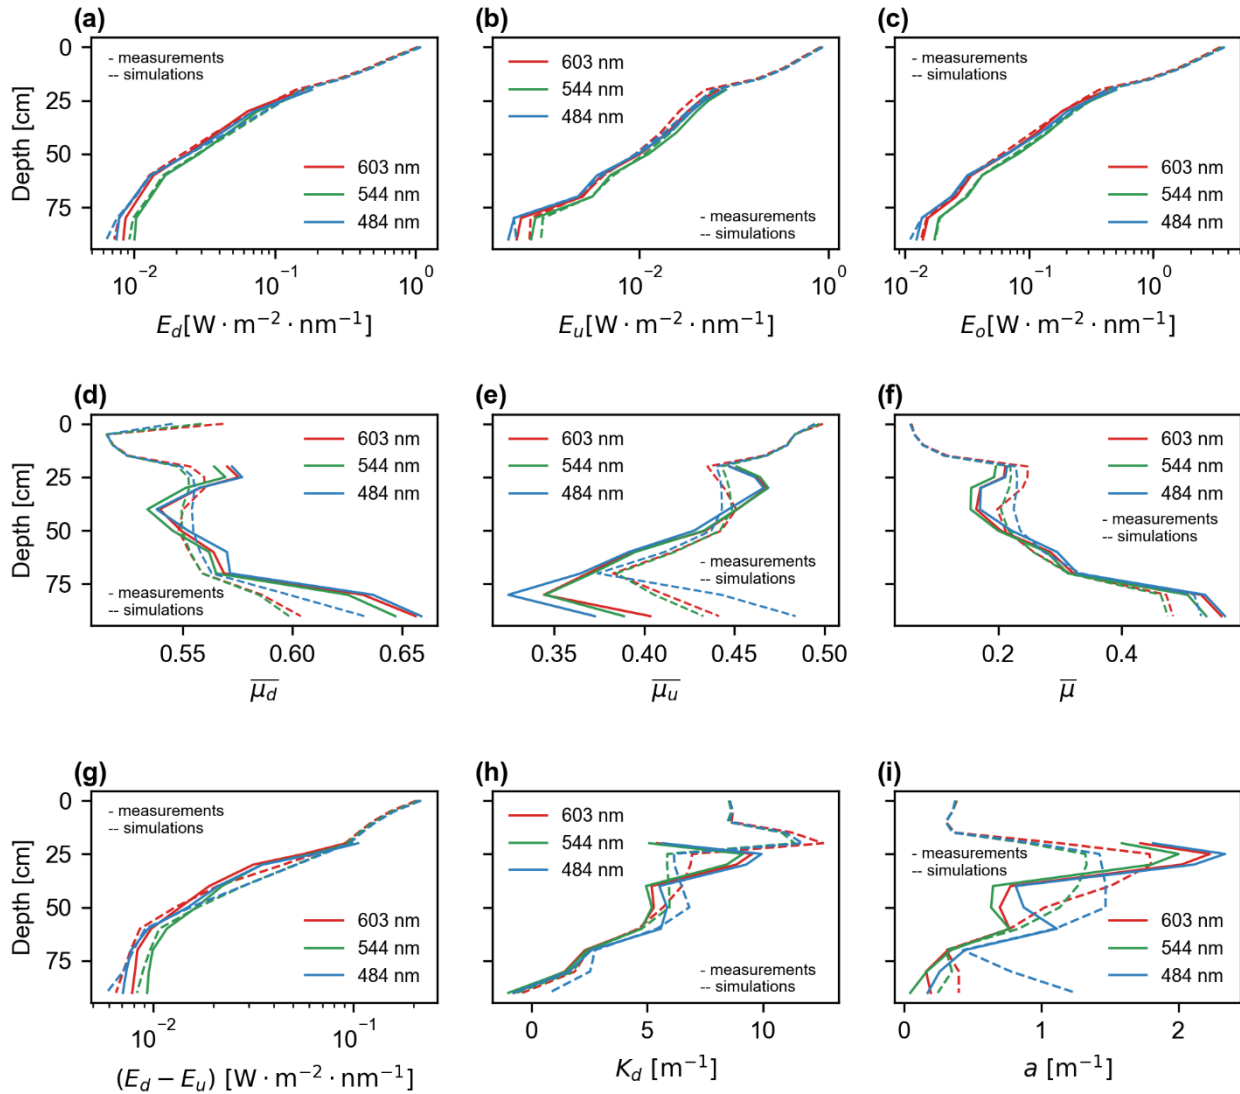 (a)
- measurements
-- simulations
0
25
50
75
Depth [cm]
603 nm
544 nm
484 nm
10⁻² 10⁻¹ 10⁰
E_d[W · m⁻² · nm⁻¹]
(b)
603 nm
544 nm
484 nm
- measurements
-- simulations
10⁻² 10⁰
E_u[W · m⁻² · nm⁻¹]
(c)
- measurements
-- simulations
603 nm
544 nm
484 nm
10⁻² 10⁻¹ 10⁰
E_o[W · m⁻² · nm⁻¹]
(d)
0
25
50
75
Depth [cm]
603 nm
544 nm
484 nm
- measurements
-- simulations
0.55 0.60 0.65
μ_d
(e)
603 nm
544 nm
484 nm
- measurements
-- simulations
0.35 0.40 0.45 0.50
μ_u
(f)
603 nm
544 nm
484 nm
- measurements
-- simulations
0.2 0.4
μ
(g)
- measurements
-- simulations
0
25
50
75
Depth [cm]
603 nm
544 nm
484 nm
10⁻² 10⁻¹
(E_d − E_u) [W · m⁻² · nm⁻¹]
(h)
603 nm
544 nm
484 nm
- measurements
-- simulations
0 5 10
K_d [m⁻¹]
(i)
- measurements
-- simulations
603 nm
544 nm
484 nm
0 1 2
a [m⁻¹]